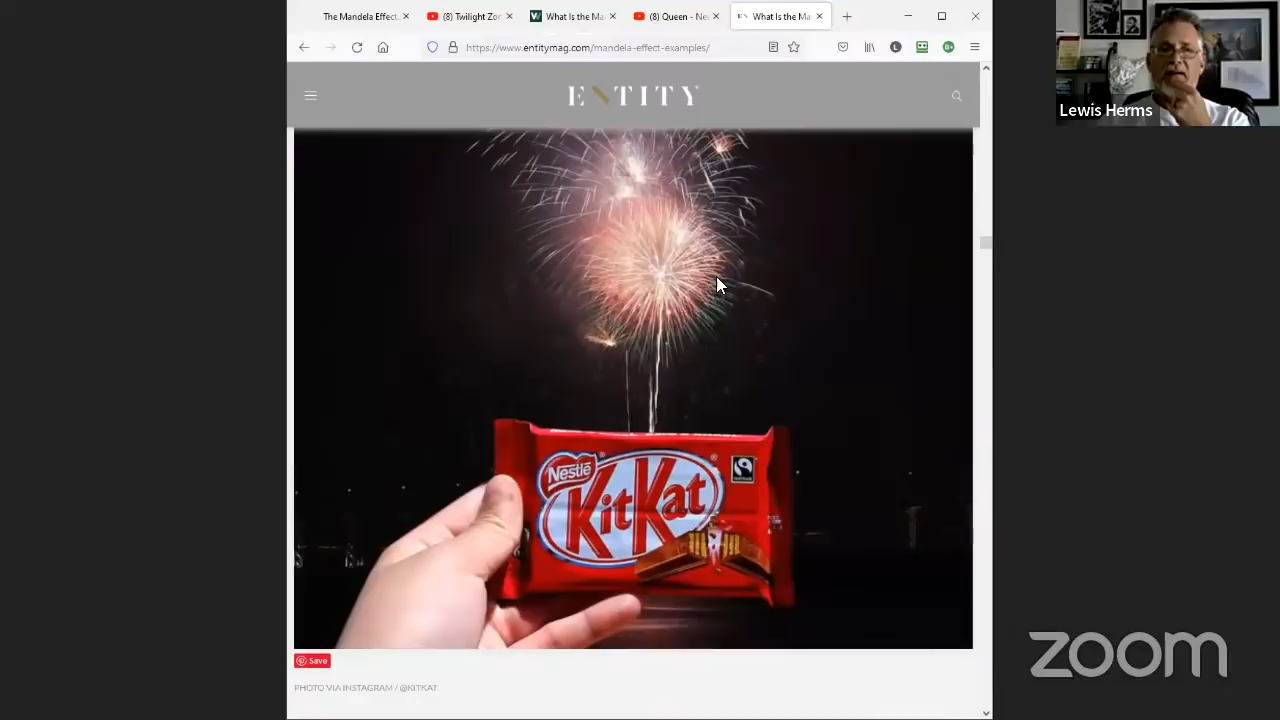 The Mandela Effect
(8) Twilight Zor
What Is the Ma
(8) Queen - Ne
What Is the Ma
https://www.entitymag.com/mandela-effect-examples/
ENTITY
Lewis Herms
Nestlé
KitKat
FAIRTRADE
Save
PHOTO VIA INSTAGRAM / @KITKAT
zoom